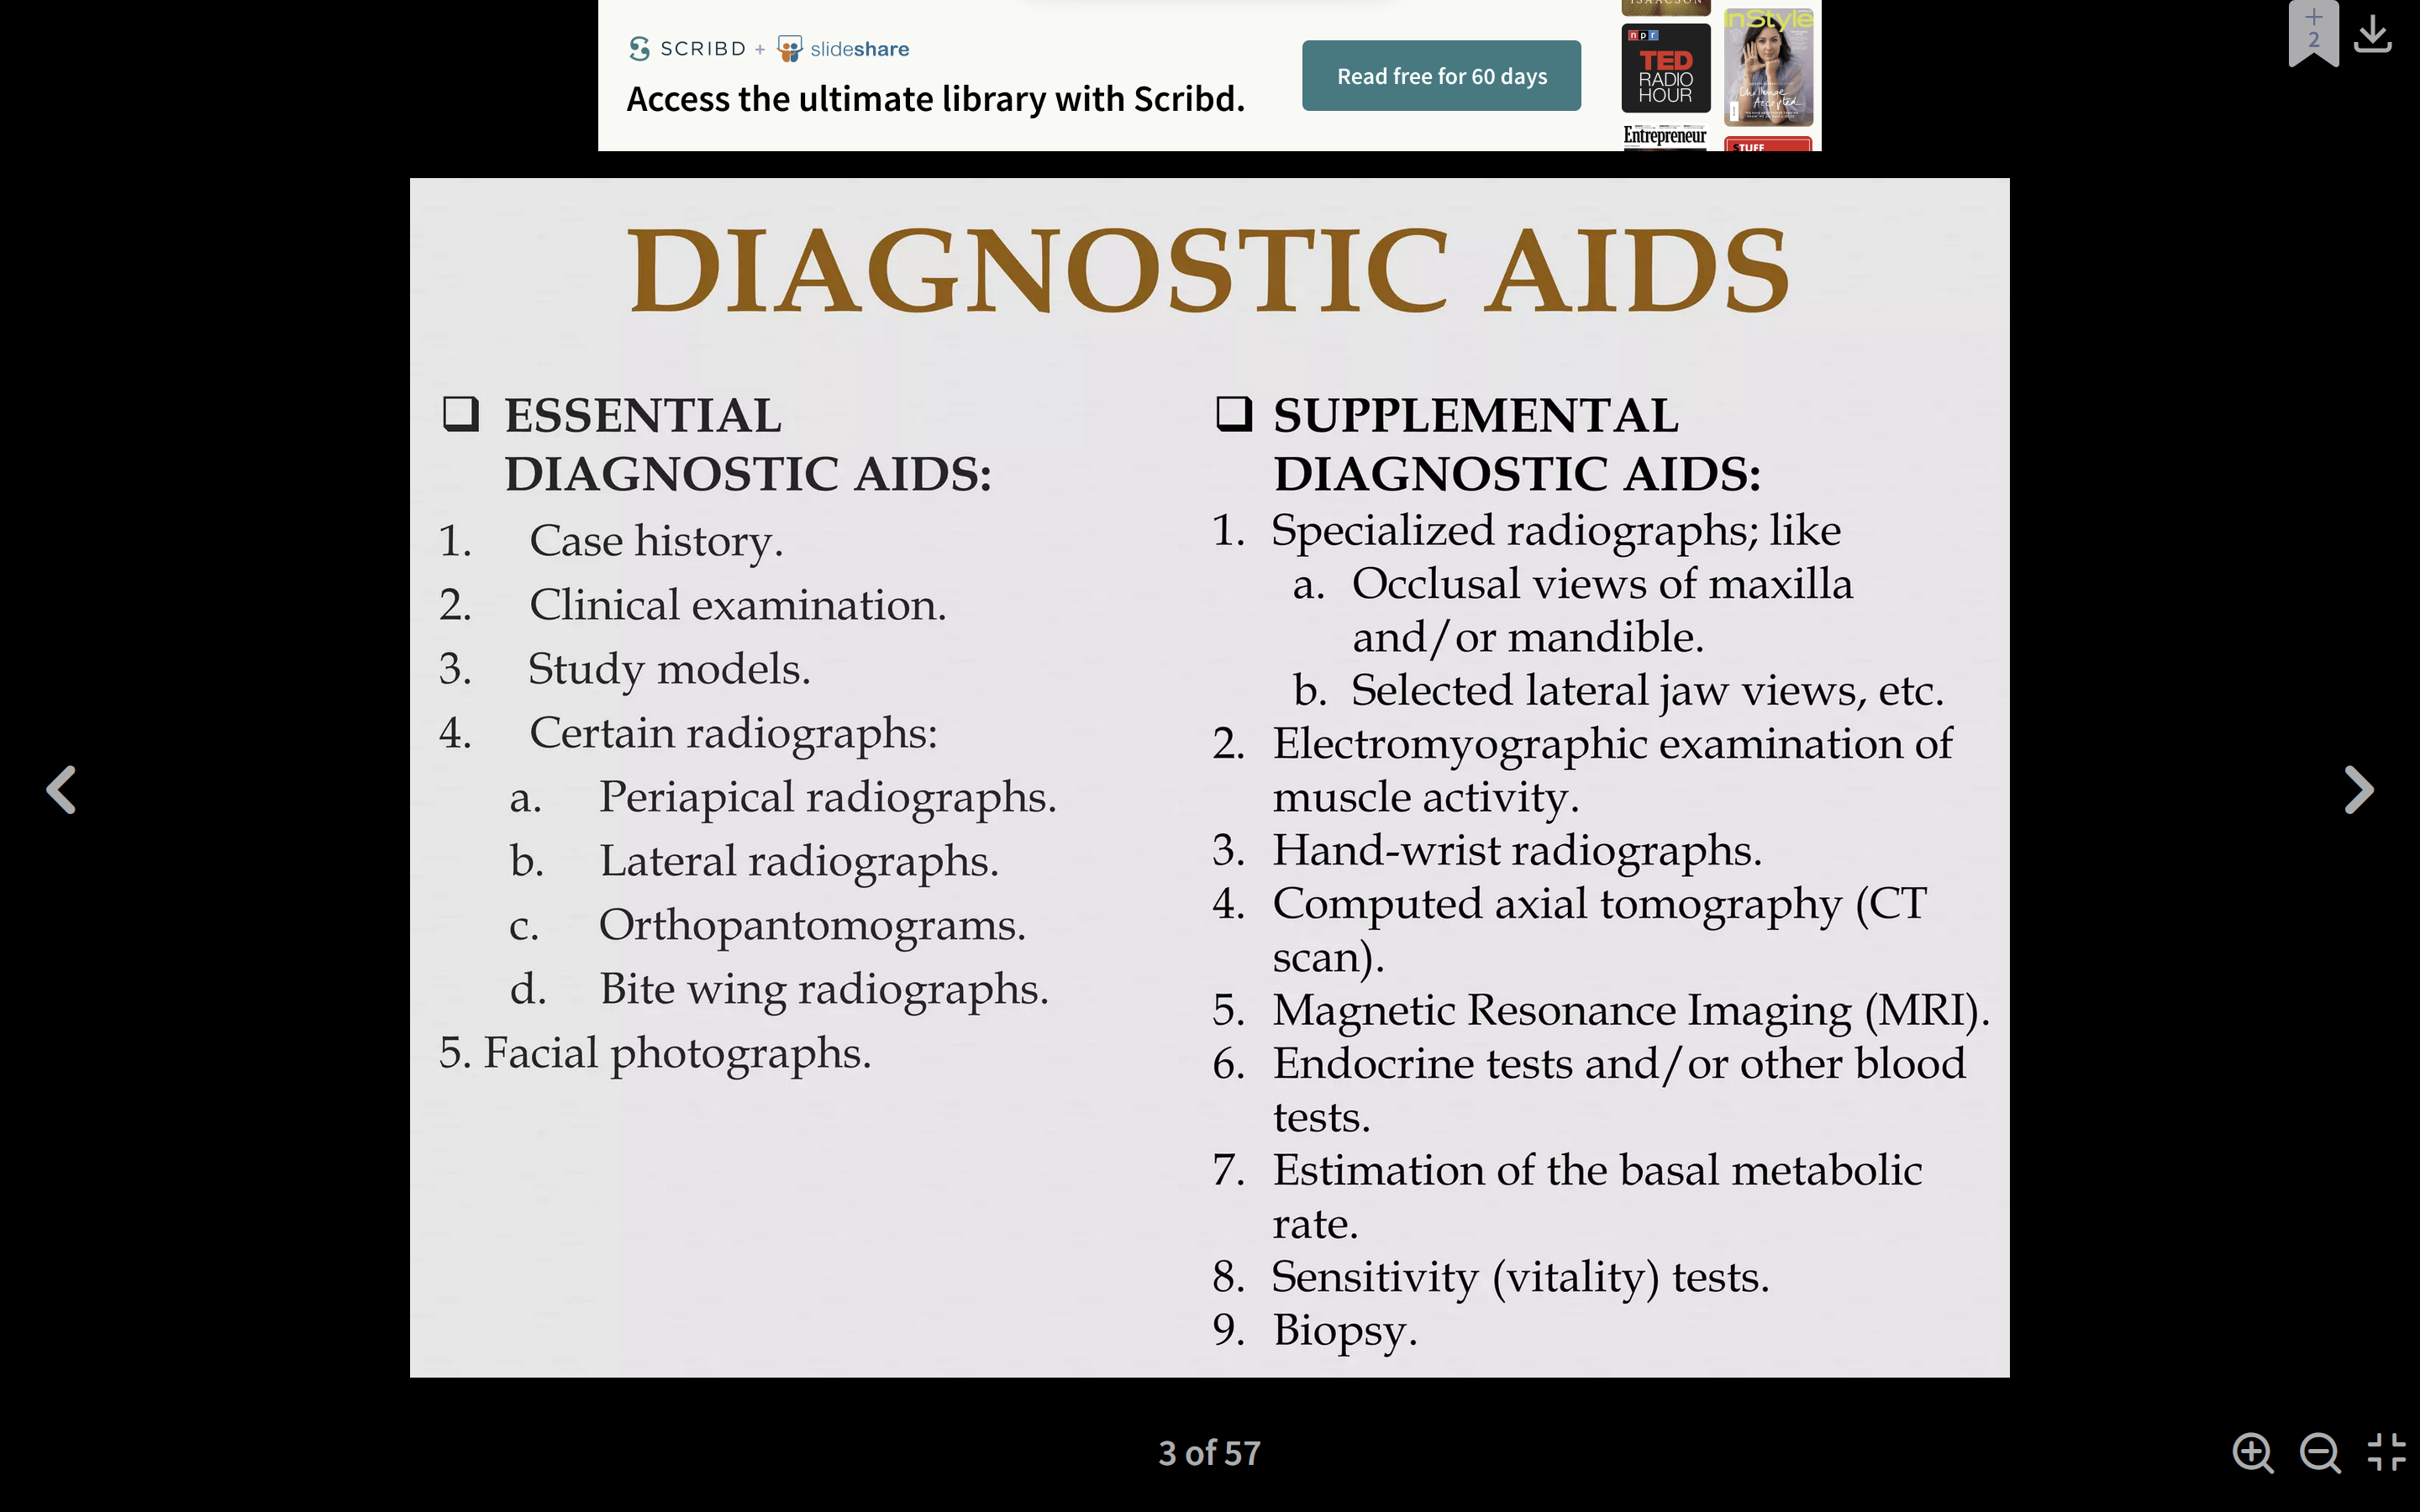 ISAACSON
SCRIBD + slideshare
Access the ultimate library with Scribd.
Read free for 60 days
npr
TED
RADIO
HOUR
InStyle
Challenge
Accepted
Entrepreneur
STUFF
+
2
DIAGNOSTIC AIDS
❑ ESSENTIAL
DIAGNOSTIC AIDS:
1. Case history.
2. Clinical examination.
3. Study models.
4. Certain radiographs:
a. Periapical radiographs.
b. Lateral radiographs.
c. Orthopantomograms.
d. Bite wing radiographs.
5. Facial photographs.
❑ SUPPLEMENTAL
DIAGNOSTIC AIDS:
1. Specialized radiographs; like
a. Occlusal views of maxilla
and/or mandible.
b. Selected lateral jaw views, etc.
2. Electromyographic examination of
muscle activity.
3. Hand-wrist radiographs.
4. Computed axial tomography (CT
scan).
5. Magnetic Resonance Imaging (MRI).
6. Endocrine tests and/or other blood
tests.
7. Estimation of the basal metabolic
rate.
8. Sensitivity (vitality) tests.
9. Biopsy.
3 of 57